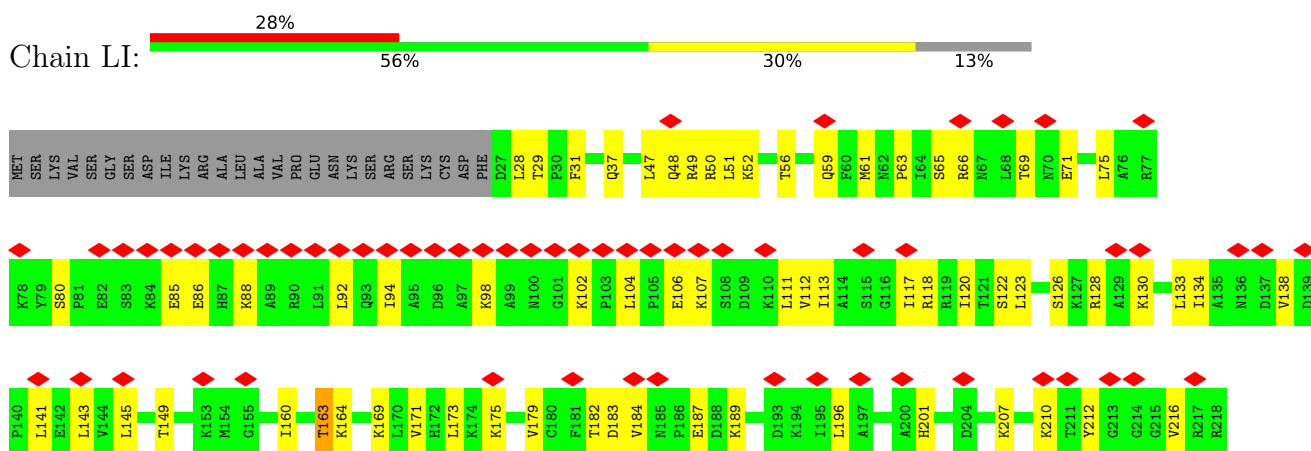 28%
Chain LI:
56% 30% 13%
MET SER LYS VAL SER GLY SER ASP ILE LYS ARG ALA LEU ALA VAL PRO GLU ASN LYS SER ARG SER LYS CYS ASP PHE D27 L28 T29 P30 F31 Q37 L47 Q48 R49 R50 L51 K52 T56 Q59 F60 M61 N62 P63 I64 S65 R66 N67 L68 T69 N70 E71 L75 A76 R77
K78 Y79 S80 P81 E82 S83 K84 E85 E86 H87 K88 A89 R90 L91 L92 Q93 I94 A95 D96 A97 K98 A99 N100 G101 K102 P103 L104 P105 E106 K107 S108 D109 K110 L111 V112 I113 A114 S115 G116 T117 R118 R119 I120 T121 S122 L123 S126 K127 R128 A129 K130 L133 I134 A135 N136 D137 V138 D139
P140 L141 E142 L143 V144 L145 T149 K153 M154 G155 I160 T163 K164 K169 L170 V171 H172 L173 K174 K175 V179 C180 F181 T182 D183 V184 N185 P186 E187 D188 K189 D193 K194 I195 L196 A197 A200 H201 D204 K207 K210 T211 Y212 G213 G214 G215 V216 R217 R218